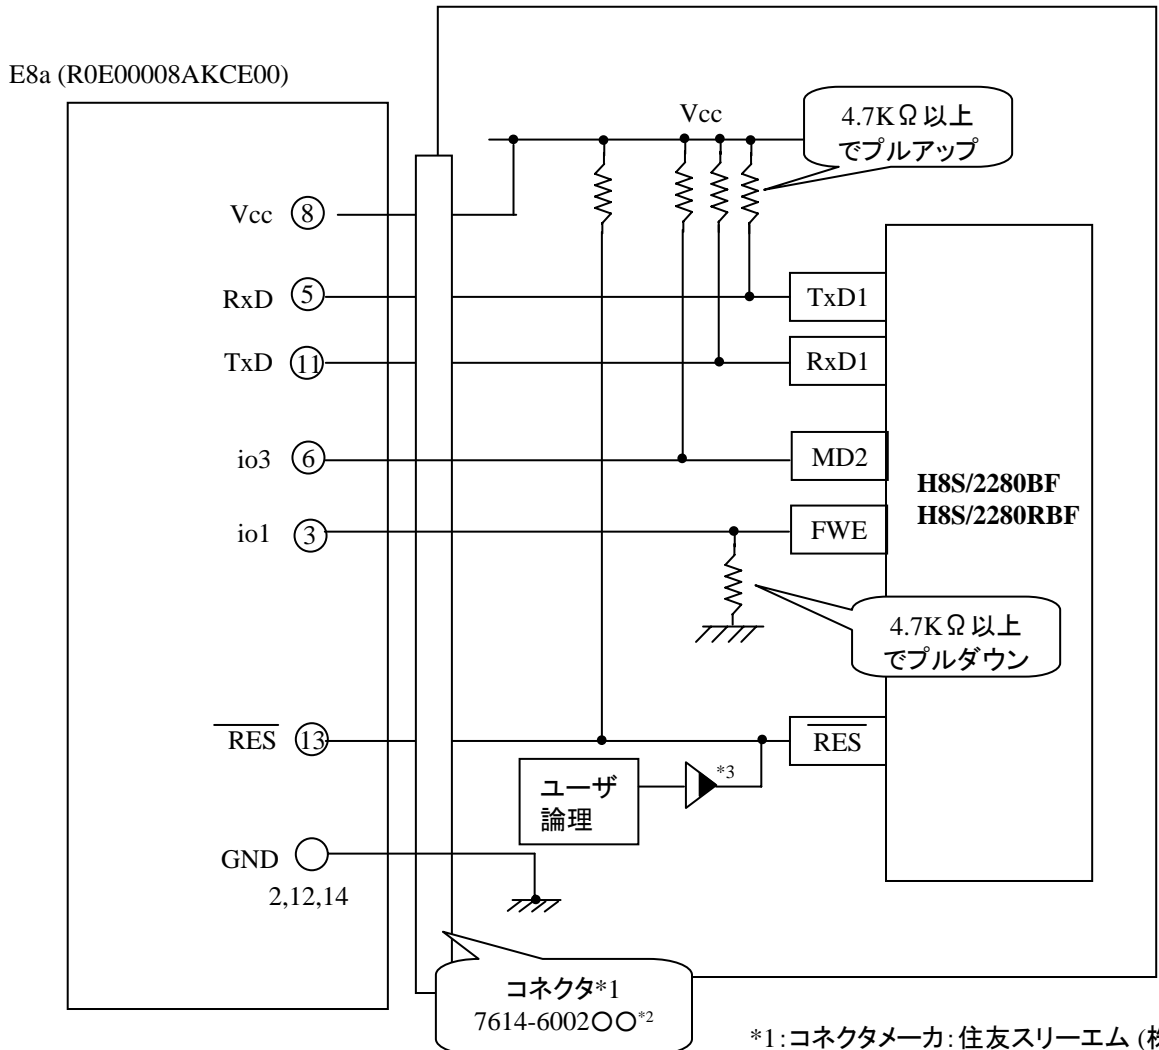 E8a (R0E00008AKCE00)
Vcc
4.7KΩ以上
でプルアップ
Vcc 8
RxD 5
TxD1
TxD 11
RxD1
io3 6
MD2
H8S/2280BF
H8S/2280RBF
io1 3
FWE
4.7KΩ以上
でプルダウン
RES 13
RES
ユーザ
論理
*3
GND
2,12,14
コネクタ*1
7614-6002○○*2
*1:コネクタメーカ:住友スリーエム (株